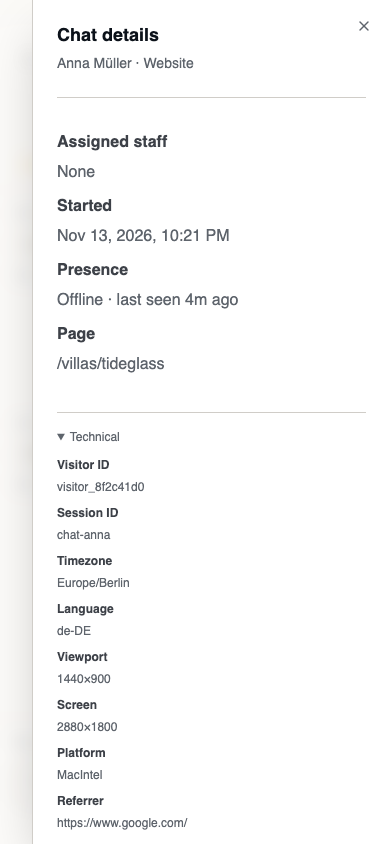 Chat details
Anna Müller · Website
Assigned staff
None
Started
Nov 13, 2026, 10:21 PM
Presence
Offline · last seen 4m ago
Page
/villas/tideglass
▼ Technical
Visitor ID
visitor_8f2c41d0
Session ID
chat-anna
Timezone
Europe/Berlin
Language
de-DE
Viewport
1440×900
Screen
2880×1800
Platform
MacIntel
Referrer
https://www.google.com/